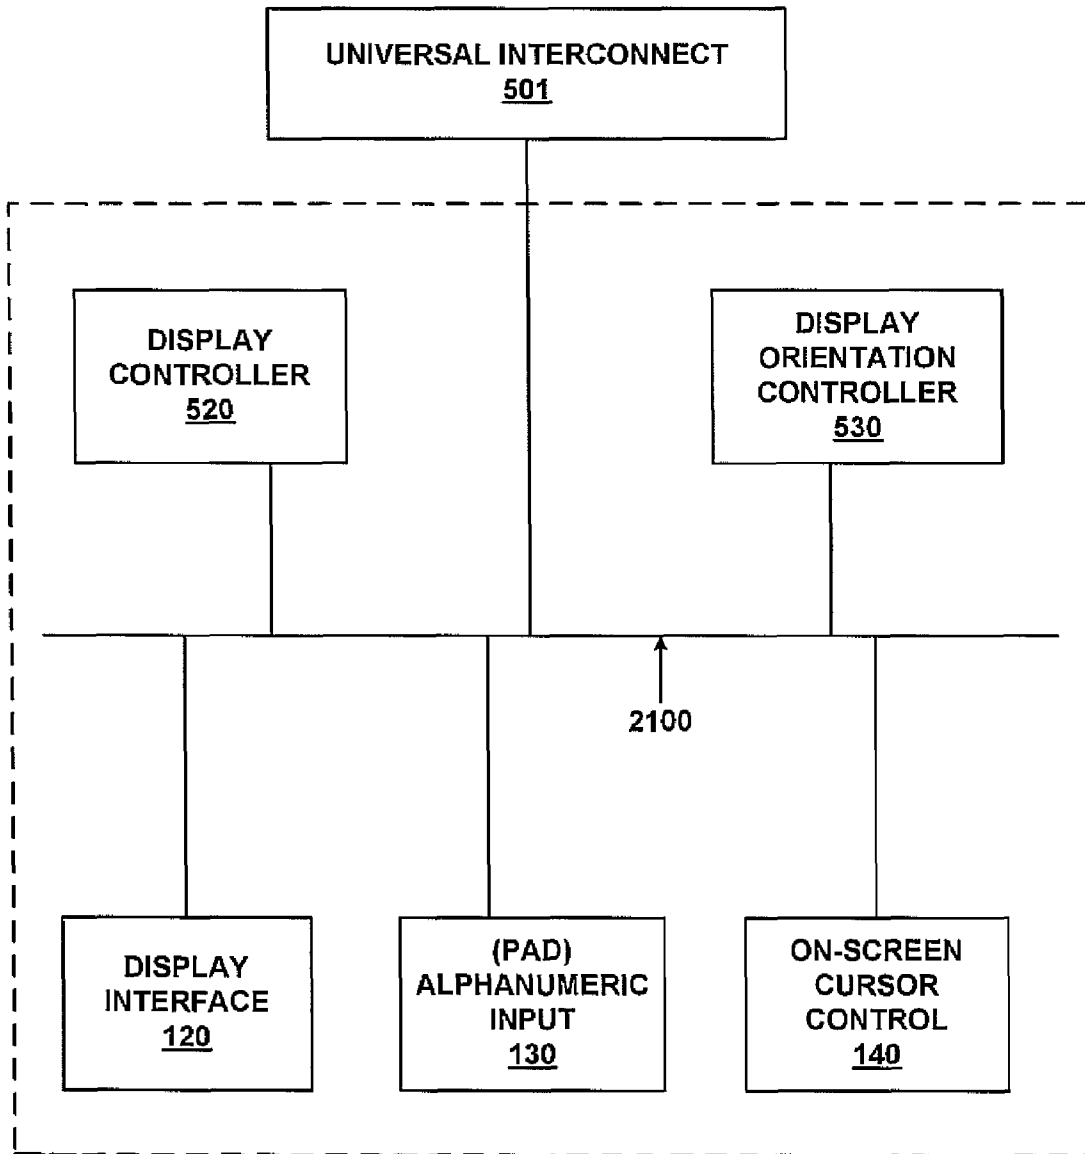 UNIVERSAL INTERCONNECT
501
DISPLAY
CONTROLLER
520
DISPLAY
ORIENTATION
CONTROLLER
530
2100
DISPLAY
INTERFACE
120
(PAD)
ALPHANUMERIC
INPUT
130
ON-SCREEN
CURSOR
CONTROL
140